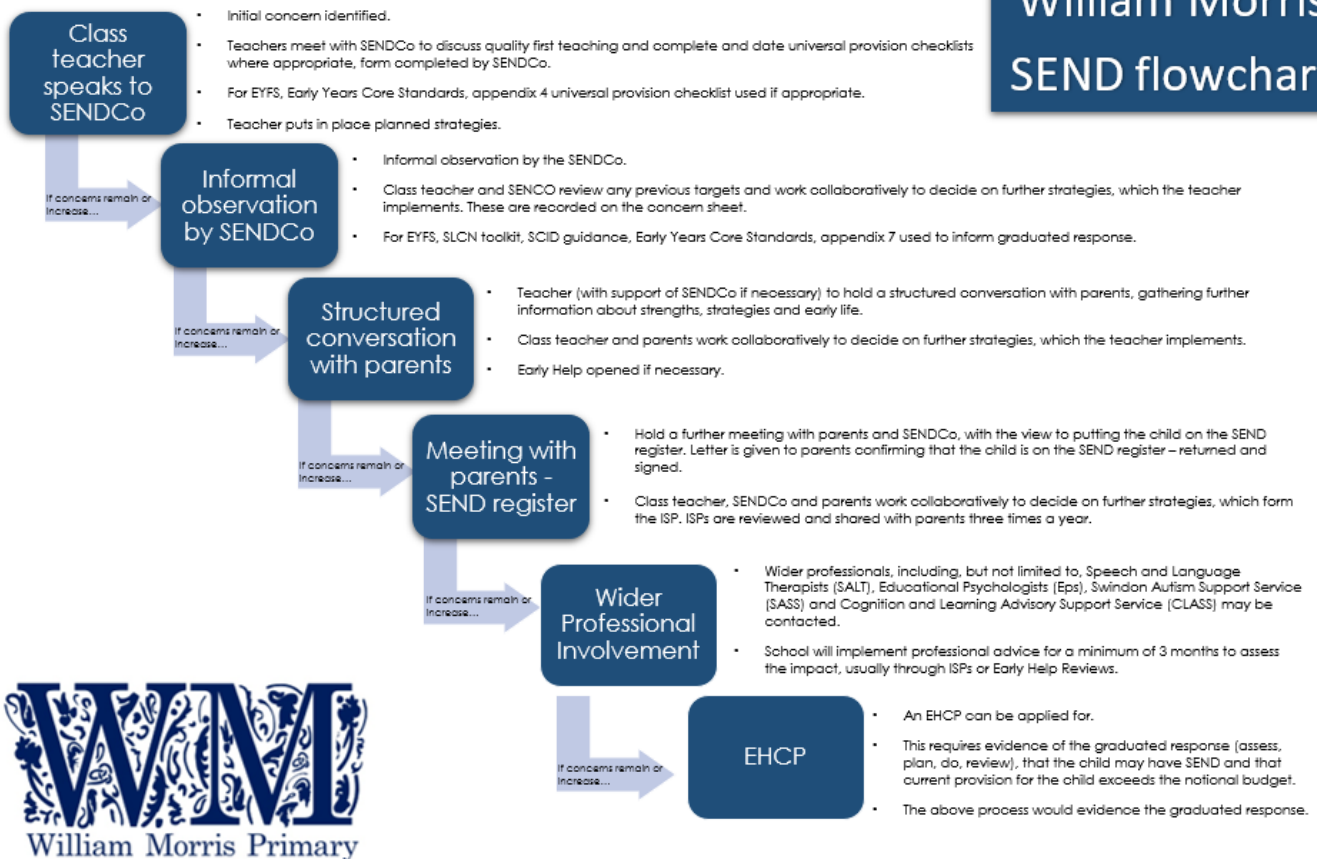 William Morris
SEND flowchar
Class
teacher
speaks to
SENDCo
• Initial concern identified.
• Teachers meet with SENDCo to discuss quality first teaching and complete and date universal provision checklists
where appropriate, form completed by SENDCo.
• For EYFS, Early Years Core Standards, appendix 4 universal provision checklist used if appropriate.
• Teacher puts in place planned strategies.
If concerns remain or
increase...
Informal
observation
by SENDCo
• Informal observation by the SENDCo.
• Class teacher and SENCO review any previous targets and work collaboratively to decide on further strategies, which the teacher
implements. These are recorded on the concern sheet.
• For EYFS, SLCN toolkit, SCID guidance, Early Years Core Standards, appendix 7 used to inform graduated response.
If concerns remain or
increase...
Structured
conversation
with parents
• Teacher (with support of SENDCo if necessary) to hold a structured conversation with parents, gathering further
information about strengths, strategies and early life.
• Class teacher and parents work collaboratively to decide on further strategies, which the teacher implements.
• Early Help opened if necessary.
If concerns remain or
increase...
Meeting with
parents -
SEND register
• Hold a further meeting with parents and SENDCo, with the view to putting the child on the SEND
register. Letter is given to parents confirming that the child is on the SEND register – returned and
signed.
• Class teacher, SENDCo and parents work collaboratively to decide on further strategies, which form
the ISP. ISPs are reviewed and shared with parents three times a year.
If concerns remain or
increase...
Wider
Professional
Involvement
• Wider professionals, including, but not limited to, Speech and Language
Therapists (SALT), Educational Psychologists (Eps), Swindon Autism Support Service
(SASS) and Cognition and Learning Advisory Support Service (CLASS) may be
contacted.
• School will implement professional advice for a minimum of 3 months to assess
the impact, usually through ISPs or Early Help Reviews.
If concerns remain or
increase...
EHCP
• An EHCP can be applied for.
• This requires evidence of the graduated response (assess,
plan, do, review), that the child may have SEND and that
current provision for the child exceeds the notional budget.
• The above process would evidence the graduated response.
WM
William Morris Primary